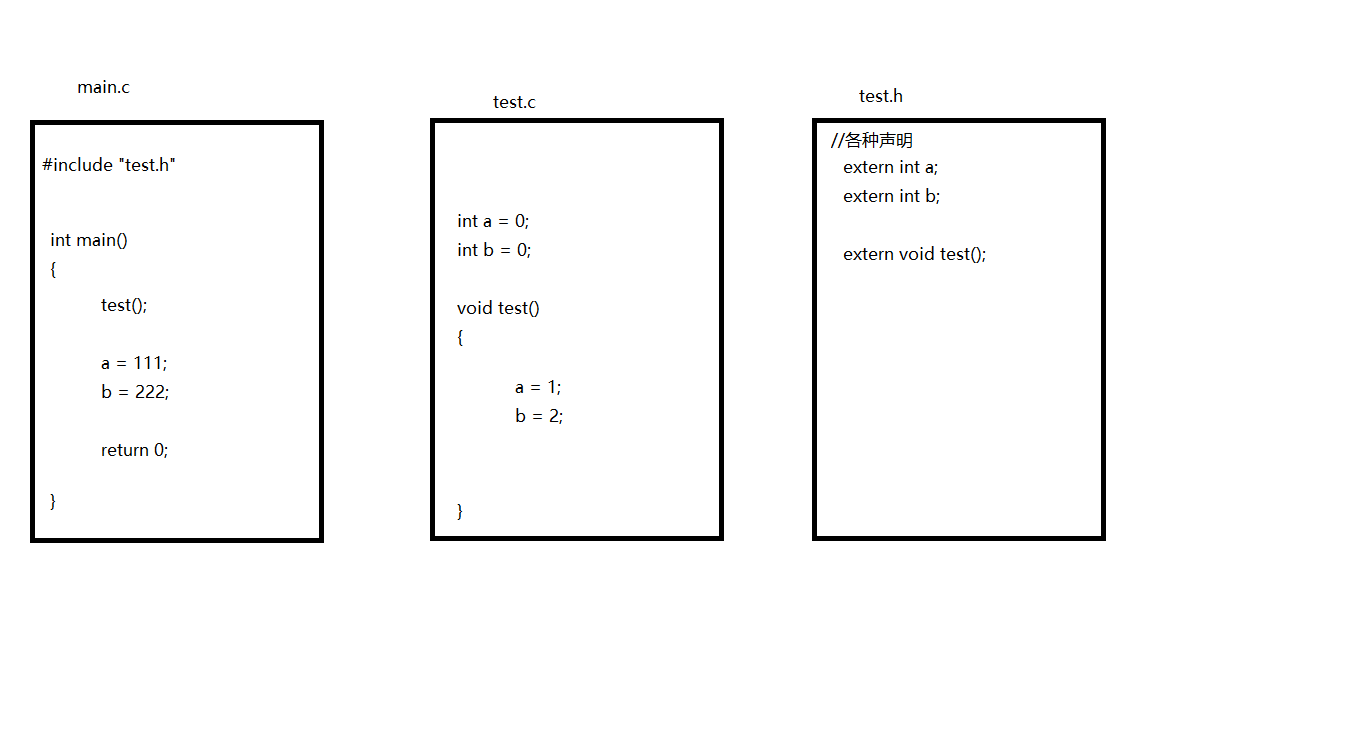 main.c
#include "test.h"
int main()
{
test();
a = 111;
b = 222;
return 0;
}
test.c
int a = 0;
int b = 0;
void test()
{
a = 1;
b = 2;
}
test.h
//各种声明
extern int a;
extern int b;
extern void test();